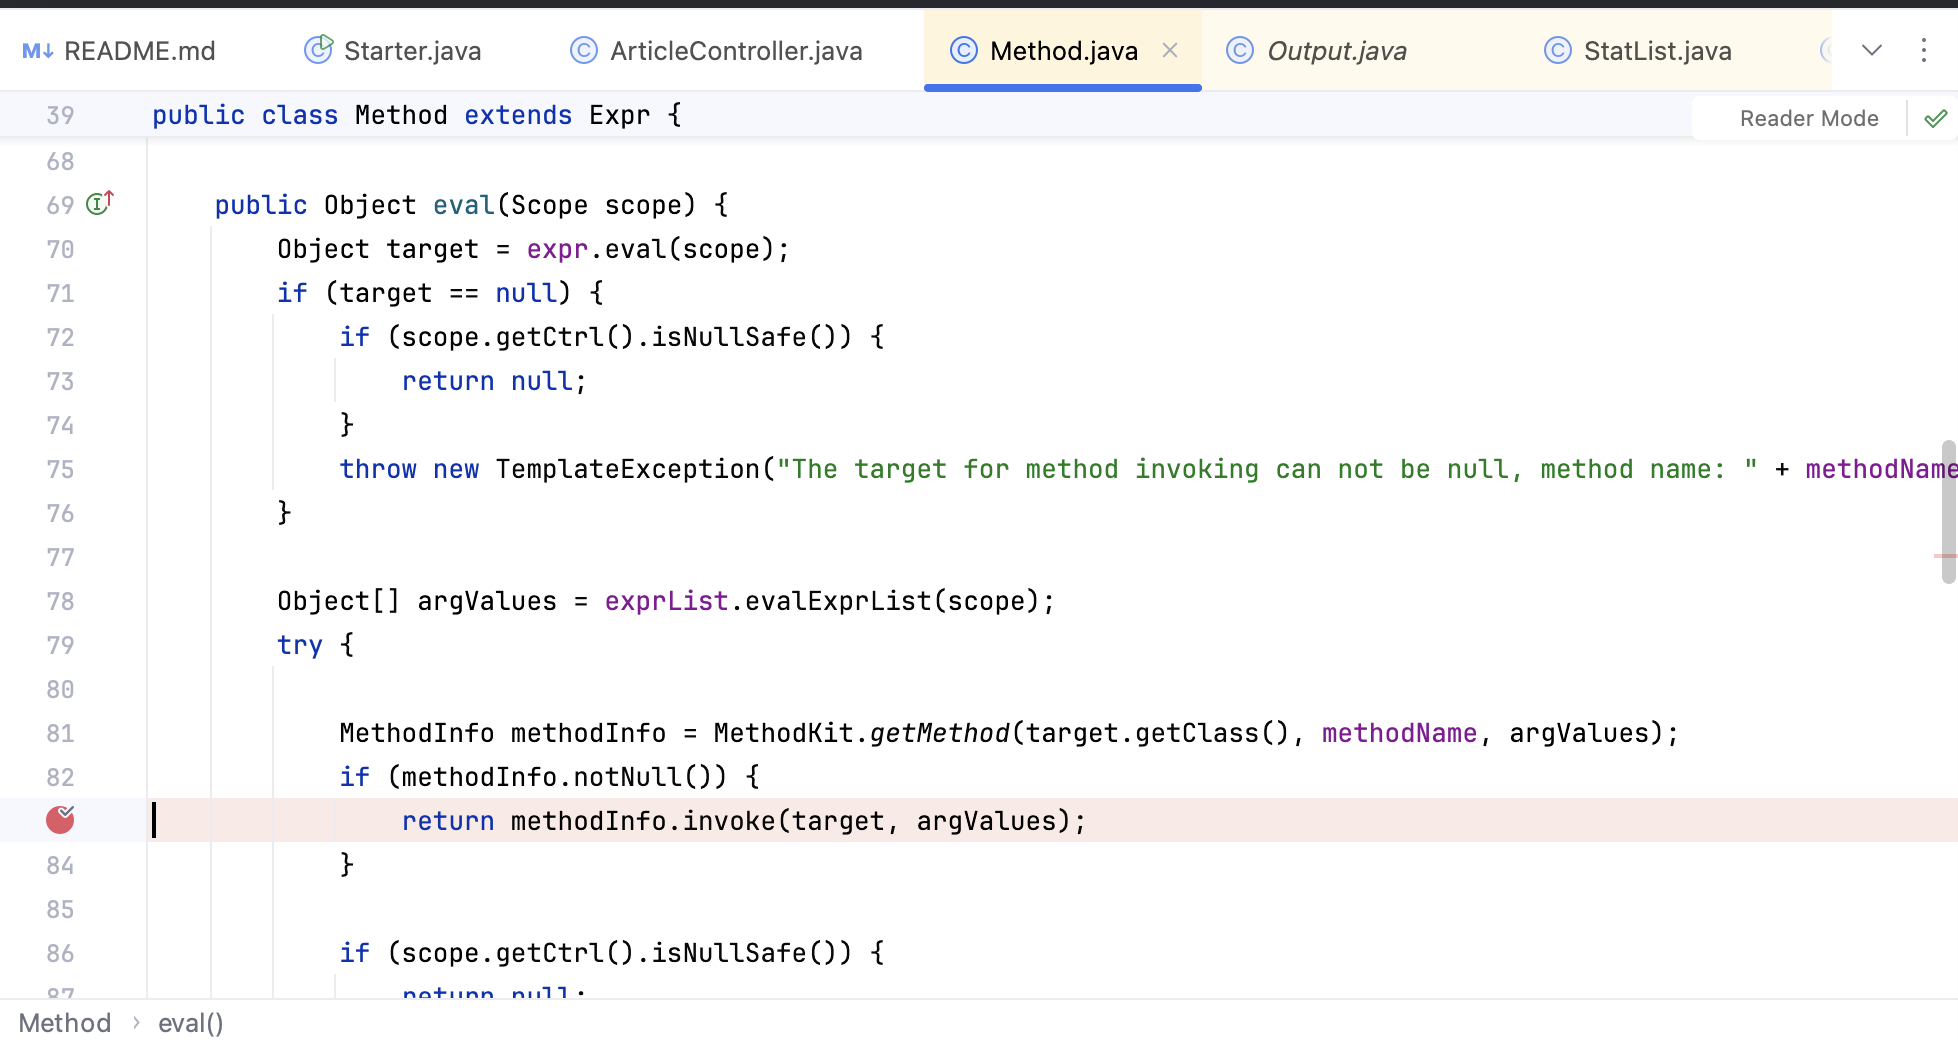 M↓ README.md Starter.java ArticleController.java Method.java Output.java StatList.java
39 public class Method extends Expr {
Reader Mode
68
69 public Object eval(Scope scope) {
70 Object target = expr.eval(scope);
71 if (target == null) {
72 if (scope.getCtrl().isNullSafe()) {
73 return null;
74 }
75 throw new TemplateException("The target for method invoking can not be null, method name: " + methodName
76 }
77
78 Object[] argValues = exprList.evalExprList(scope);
79 try {
80
81 MethodInfo methodInfo = MethodKit.getMethod(target.getClass(), methodName, argValues);
82 if (methodInfo.notNull()) {
return methodInfo.invoke(target, argValues);
84 }
85
86 if (scope.getCtrl().isNullSafe()) {
87 return null;
Method › eval()